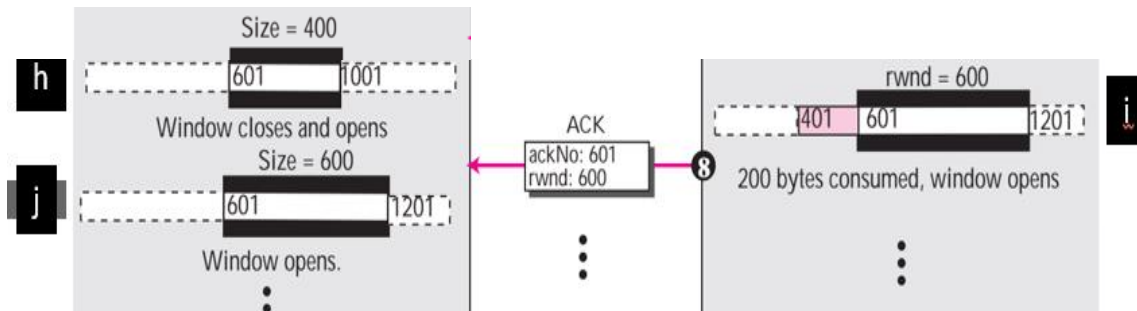 h
Size = 400
601 1001
Window closes and opens
j
Size = 600
601 1201
Window opens.
ACK
ackNo: 601
rwnd: 600
8
rwnd = 600
401 601 1201
200 bytes consumed, window opens
i